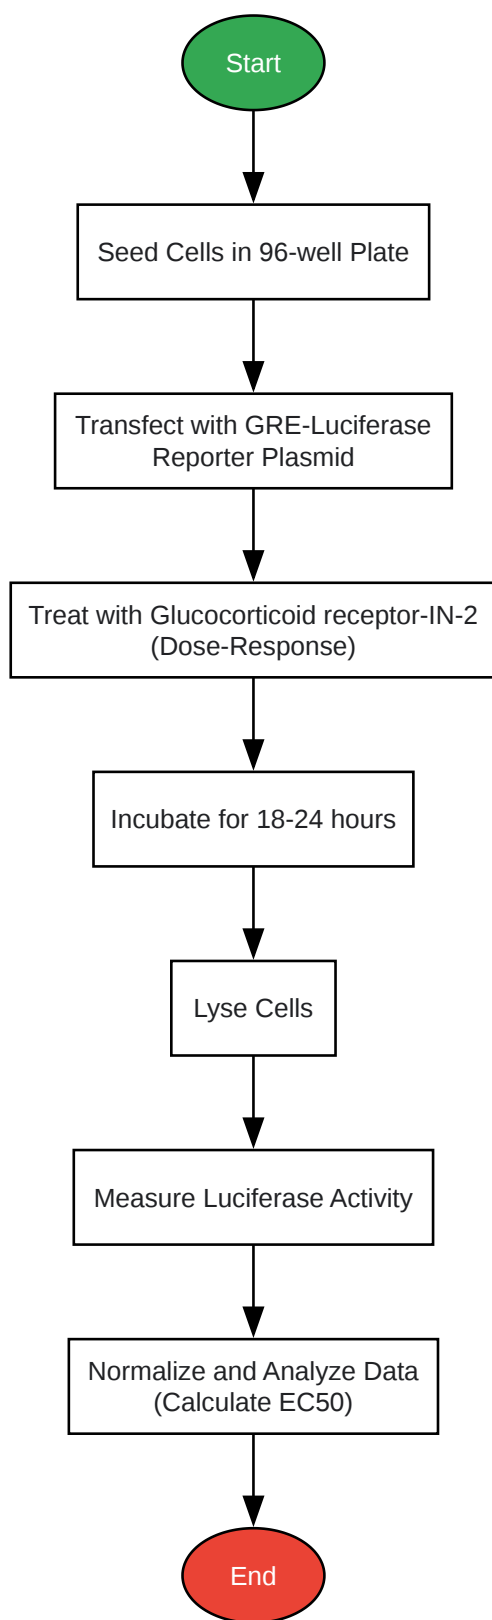 Start
Seed Cells in 96-well Plate
Transfect with GRE-Luciferase
Reporter Plasmid
Treat with Glucocorticoid receptor-IN-2
(Dose-Response)
Incubate for 18-24 hours
Lyse Cells
Measure Luciferase Activity
Normalize and Analyze Data
(Calculate EC50)
End